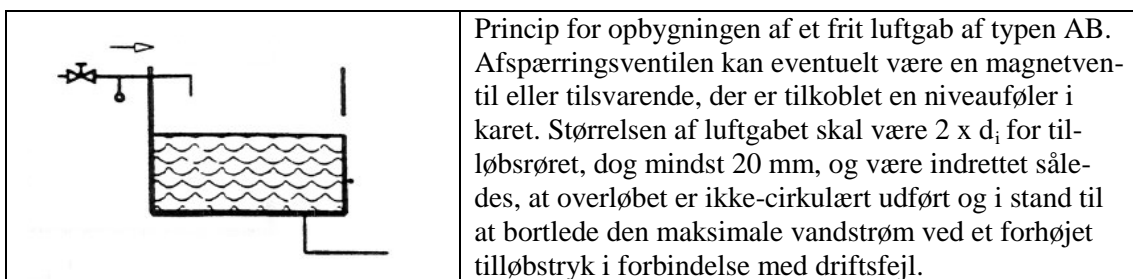 Princip for opbygningen af et frit luftgab af typen AB.
Afspærringsventilen kan eventuelt være en magnetven-
til eller tilsvarende, der er tilkoblet en niveauføler i
karet. Størrelsen af luftgabet skal være 2 x di for til-
løbsrøret, dog mindst 20 mm, og være indrettet såle-
des, at overløbet er ikke-cirkulært udført og i stand til
at bortlede den maksimale vandstrøm ved et forhøjet
tilløbstryk i forbindelse med driftsfejl.